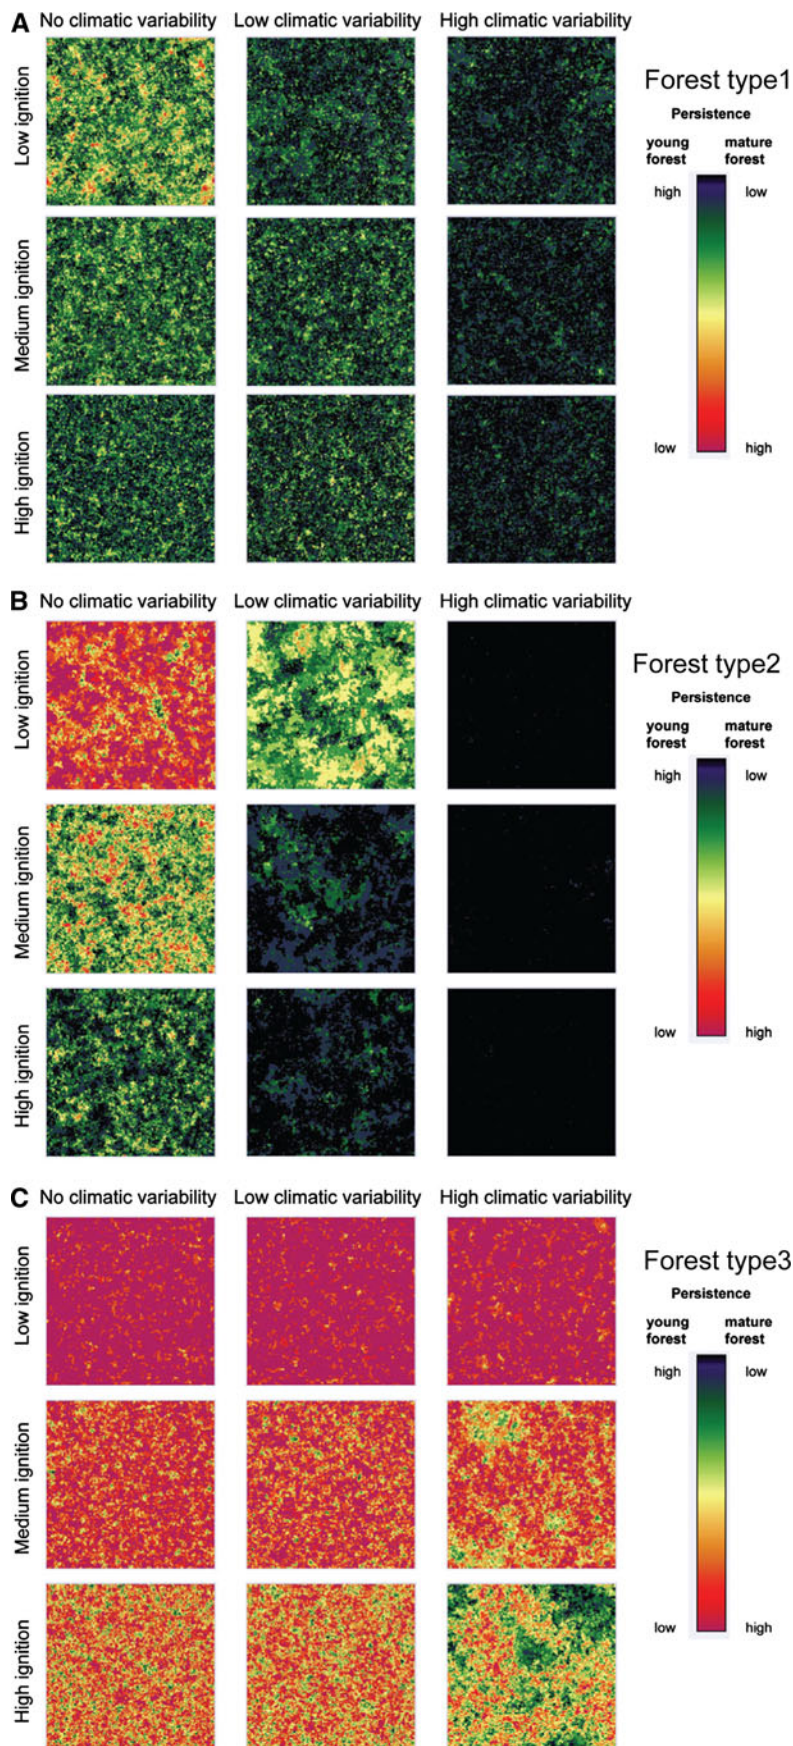 A No climatic variability Low climatic variability High climatic variability
Low ignition
Medium ignition
High ignition
Forest type1
Persistence
young forest
mature forest
high low
low high
B No climatic variability Low climatic variability High climatic variability
Low ignition
Medium ignition
High ignition
Forest type2
Persistence
young forest
mature forest
high low
low high
C No climatic variability Low climatic variability High climatic variability
Low ignition
Medium ignition
High ignition
Forest type3
Persistence
young forest
mature forest
high low
low high